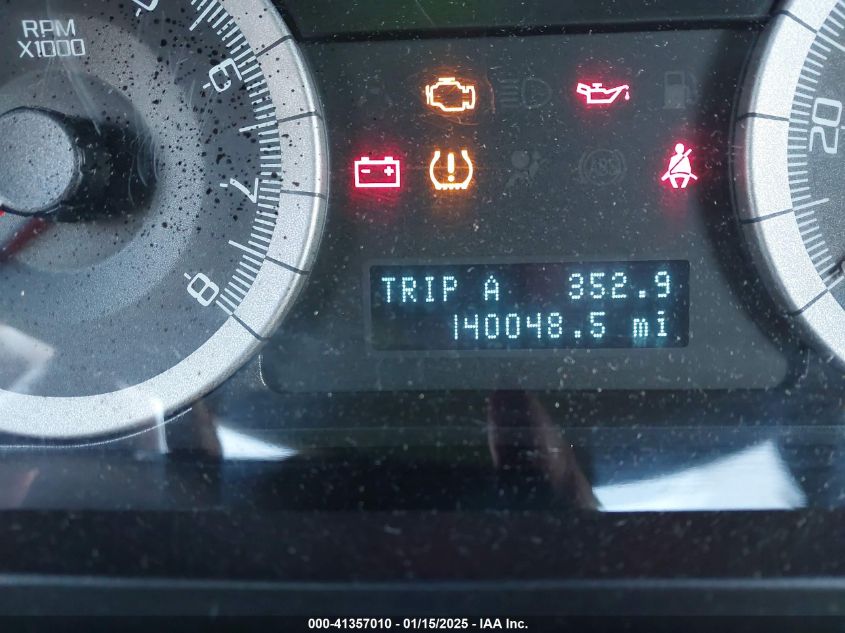 RPM
X1000
6
7
8
20
TRIP A 352.9
140048.5 mi
000-41357010 - 01/15/2025 - IAA Inc.